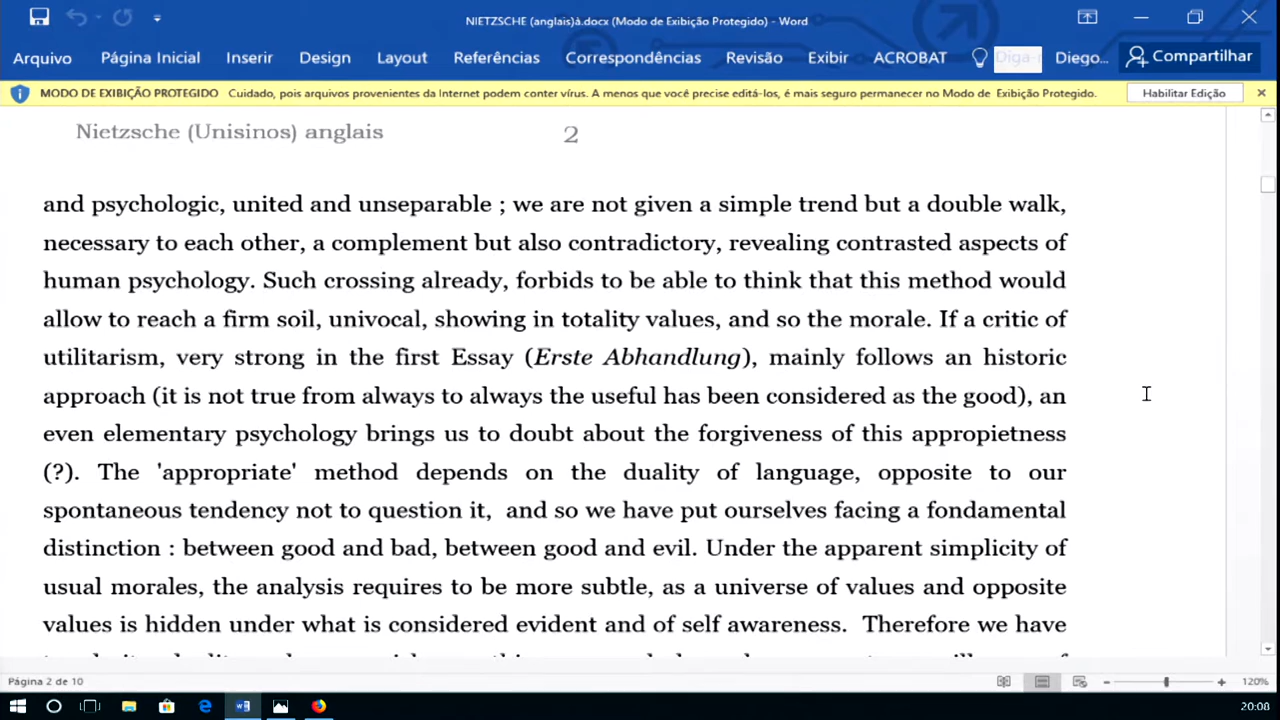 NIETZSCHE (anglais)à.docx (Modo de Exibição Protegido) - Word
Arquivo Página Inicial Inserir Design Layout Referências Correspondências Revisão Exibir ACROBAT Diego... Compartilhar
MODO DE EXIBIÇÃO PROTEGIDO Cuidado, pois arquivos provenientes da Internet podem conter vírus. A menos que você precise editá-los, é mais seguro permanecer no Modo de Exibição Protegido. Habilitar Edição
Nietzsche (Unisinos) anglais 2
and psychologic, united and unseparable ; we are not given a simple trend but a double walk,
necessary to each other, a complement but also contradictory, revealing contrasted aspects of
human psychology. Such crossing already, forbids to be able to think that this method would
allow to reach a firm soil, univocal, showing in totality values, and so the morale. If a critic of
utilitarism, very strong in the first Essay (Erste Abhandlung), mainly follows an historic
approach (it is not true from always to always the useful has been considered as the good), an
even elementary psychology brings us to doubt about the forgiveness of this appropietness
(?). The 'appropriate' method depends on the duality of language, opposite to our
spontaneous tendency not to question it, and so we have put ourselves facing a fundamental
distinction : between good and bad, between good and evil. Under the apparent simplicity of
usual morales, the analysis requires to be more subtle, as a universe of values and opposite
values is hidden under what is considered evident and of self awareness. Therefore we have
Página 2 de 10 120%
20:08